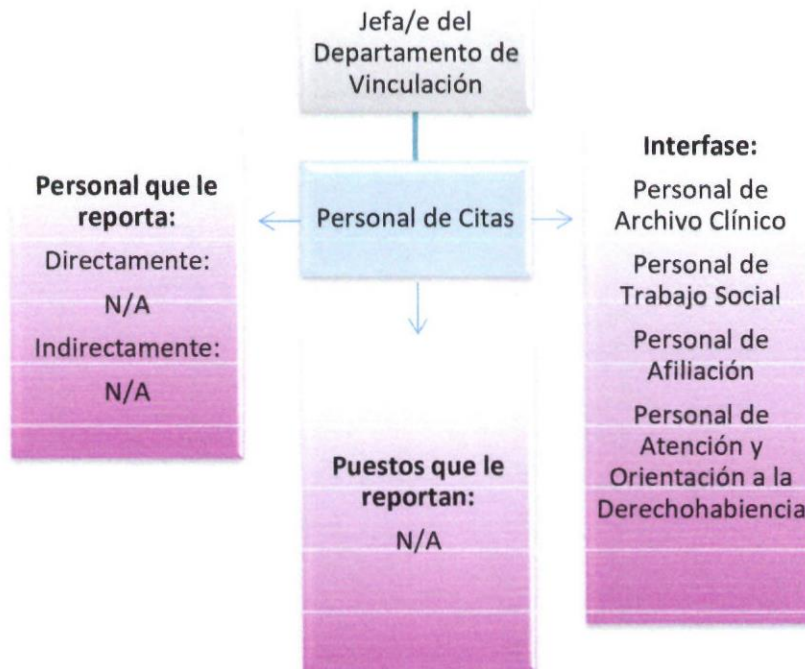 Jefa/e del
Departamento de
Vinculación
Personal de Citas
Personal que le
reporta:
Directamente:
N/A
Indirectamente:
N/A
Puestos que le
reportan:
N/A
Interfase:
Personal de
Archivo Clínico
Personal de
Trabajo Social
Personal de
Afiliación
Personal de
Atención y
Orientación a la
Derechohabiencia